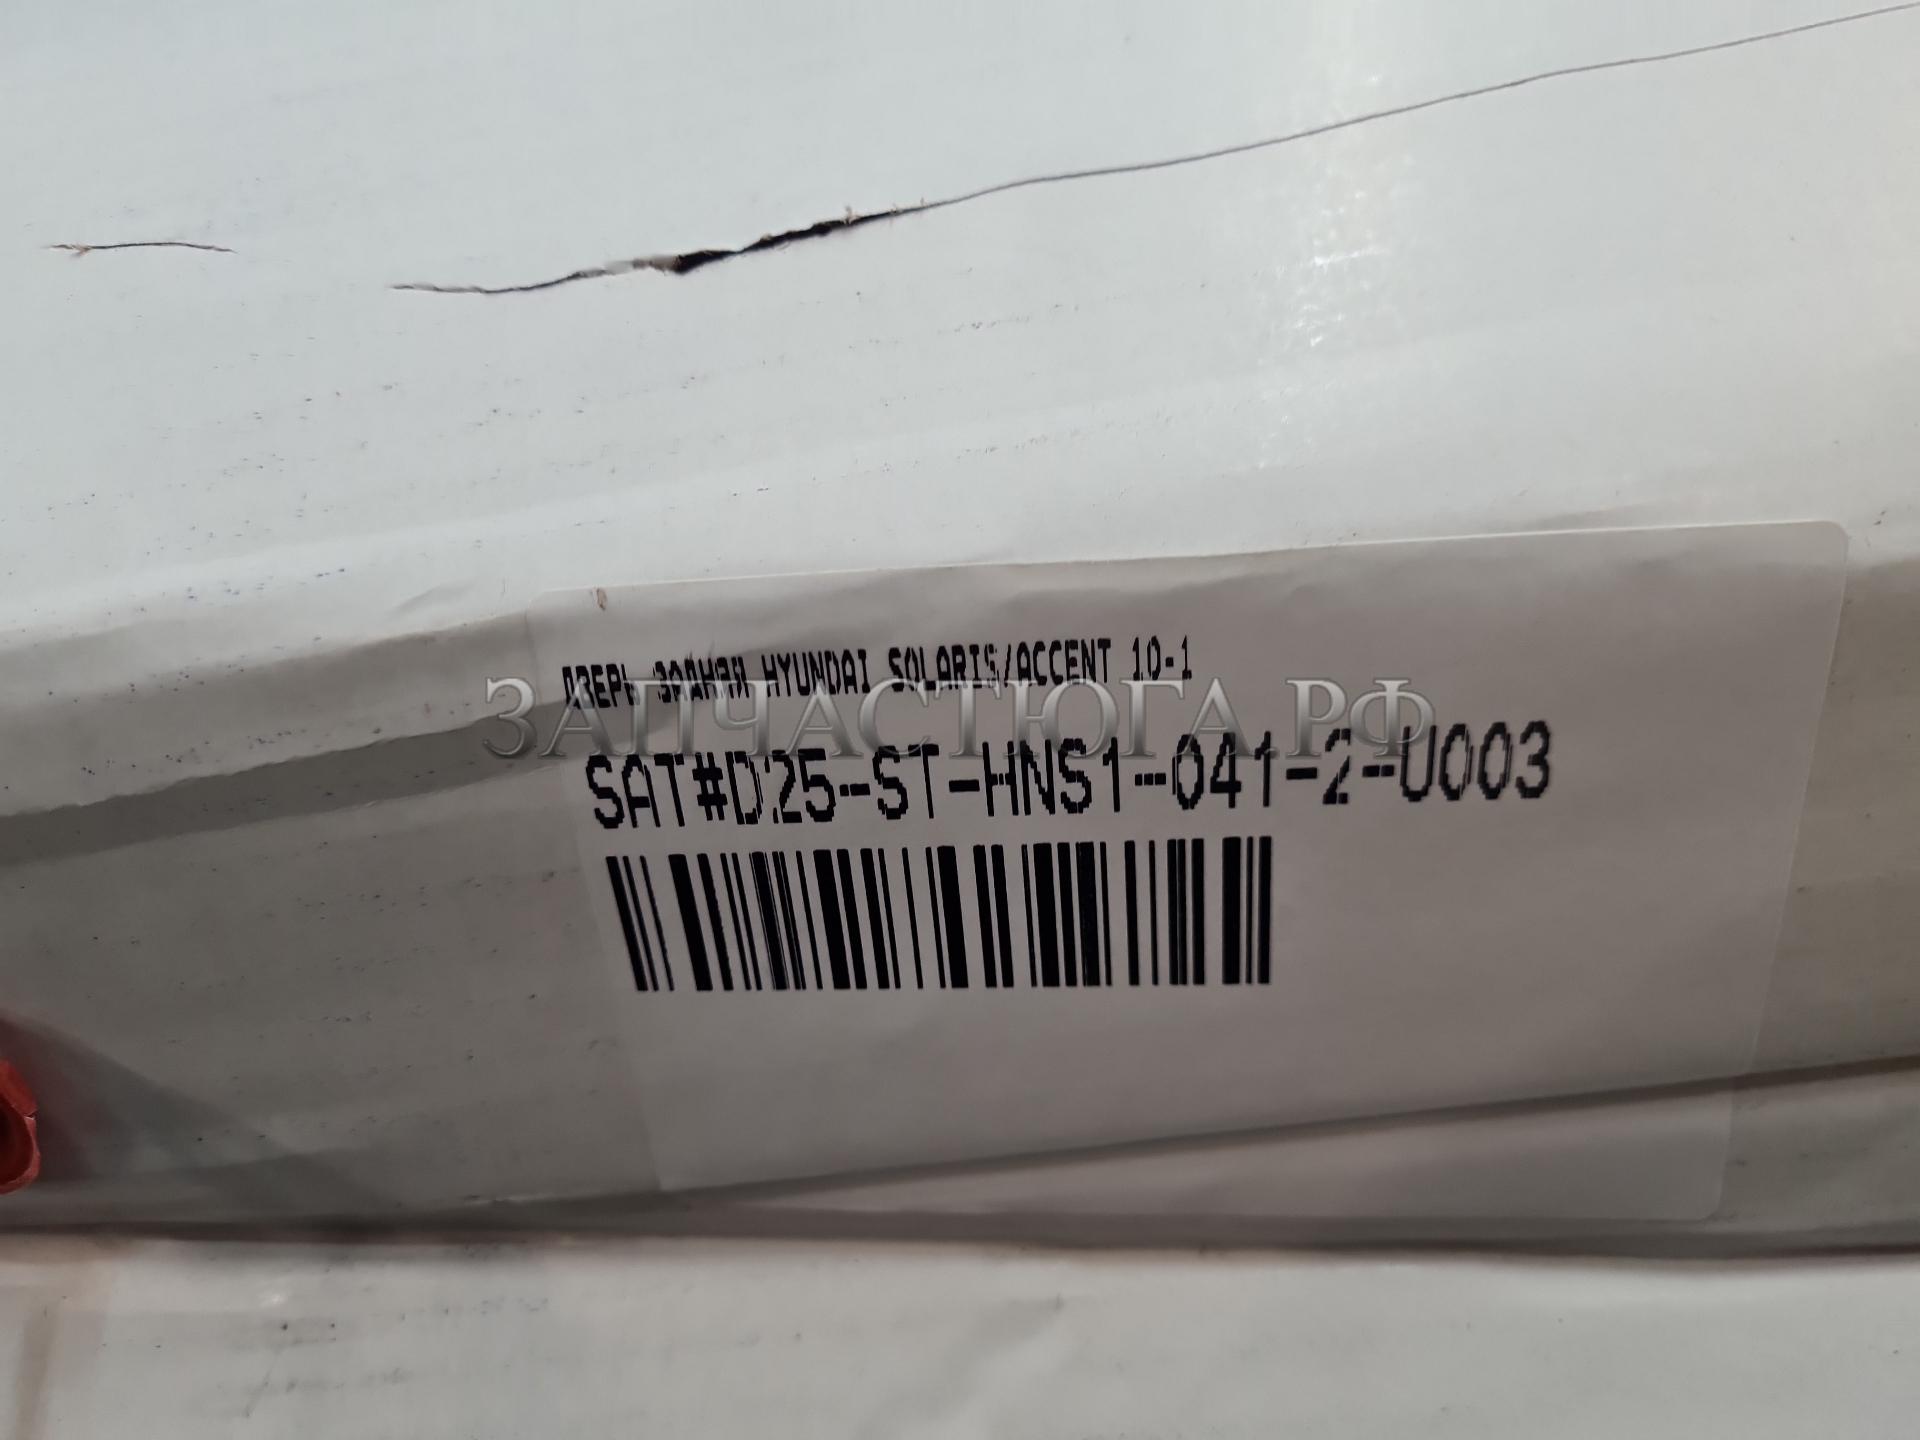 ДВЕРЬ ЗАДНЯЯ HYUNDAI SOLARIS/ACCENT 10-1
ЗАПЧАСТЮГА.РФ
SAT#D25-ST-HNS1-041-2-U003